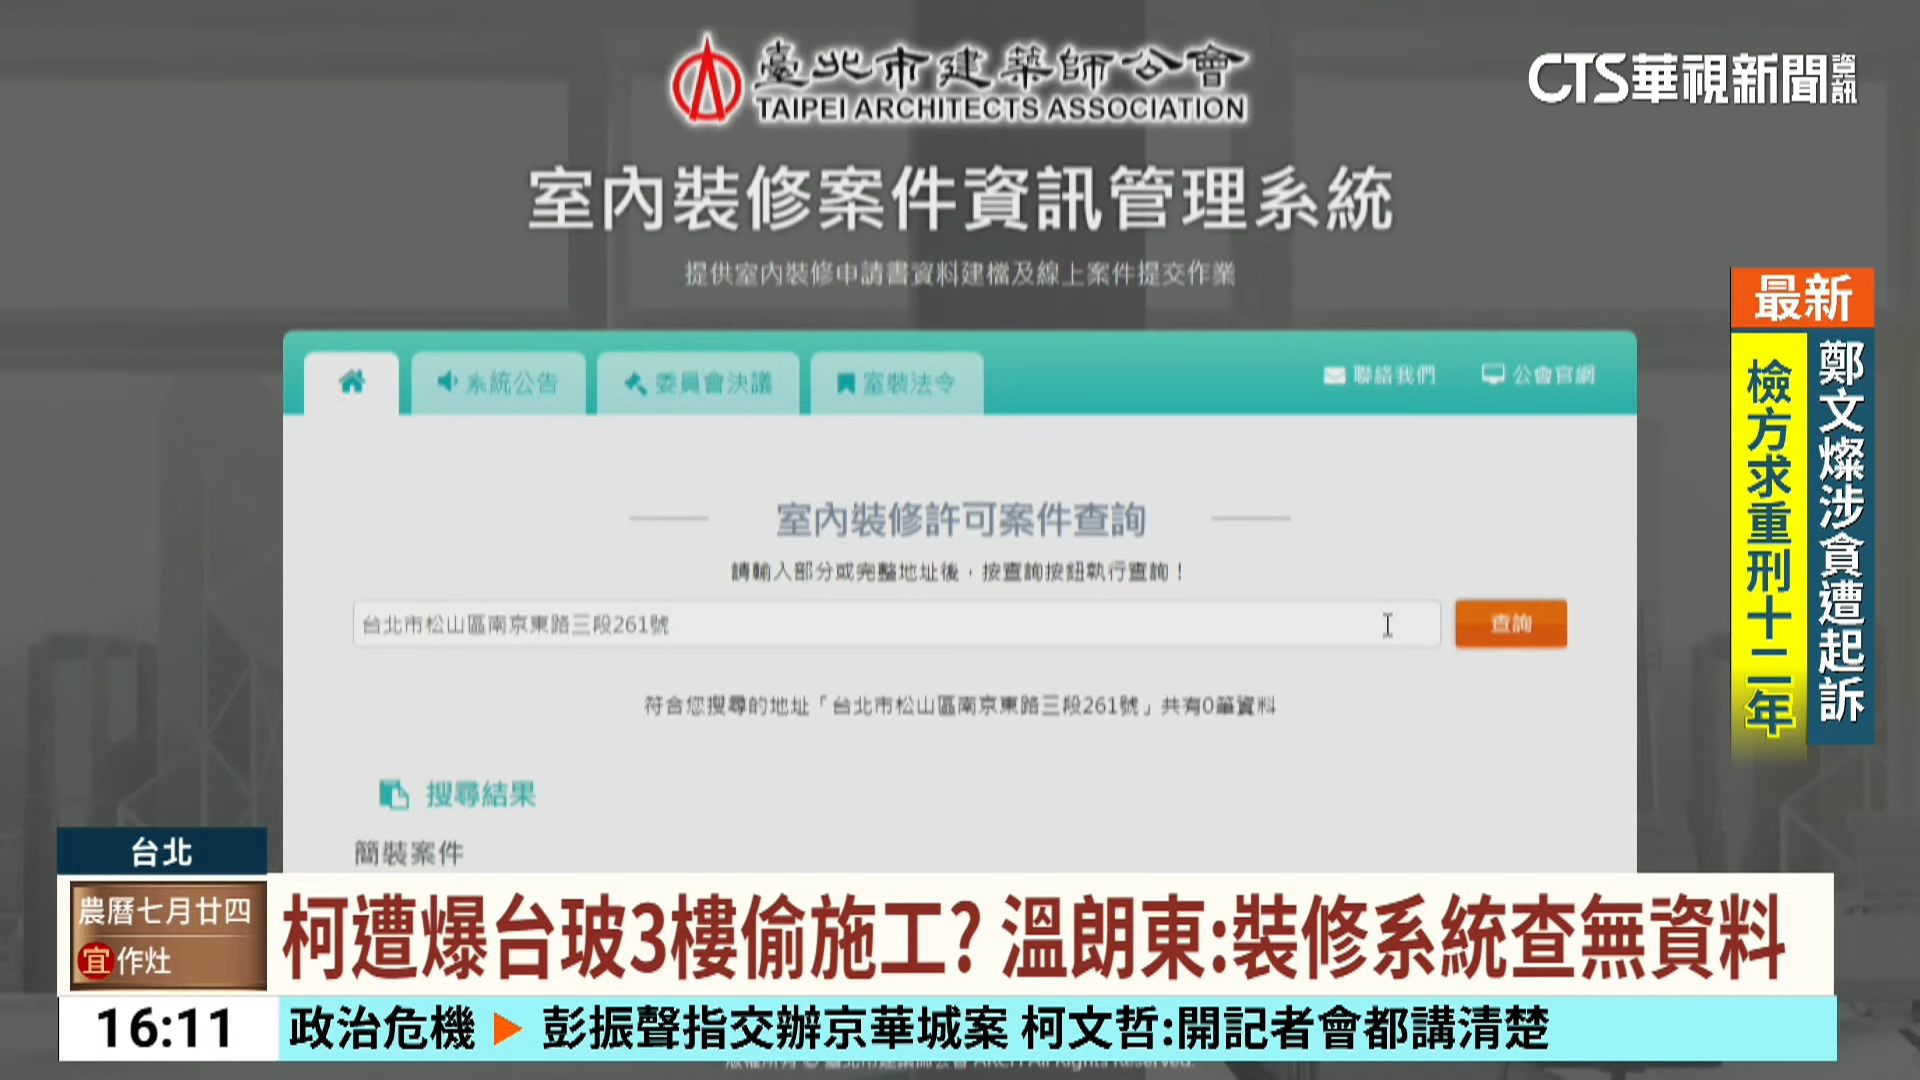 臺北市建築師公會
TAIPEI ARCHITECTS ASSOCIATION
CTS華視新聞資訊
室內裝修案件資訊管理系統
提供室內裝修申請書資料建檔及線上案件提交作業
系統公告
委員會決議
室裝法令
聯絡我們
公會官網
室內裝修許可案件查詢
請輸入部分或完整地址後，按查詢按鈕執行查詢！
台北市松山區南京東路三段261號
查詢
符合您搜尋的地址「台北市松山區南京東路三段261號」共有0筆資料
搜尋結果
簡裝案件
最新
鄭文燦涉貪遭起訴
檢方求重刑十二年
台北
農曆七月廿四
宜作灶
柯遭爆台玻3樓偷施工? 溫朗東:裝修系統查無資料
16:11
政治危機 ▶ 彭振聲指交辦京華城案 柯文哲:開記者會都講清楚